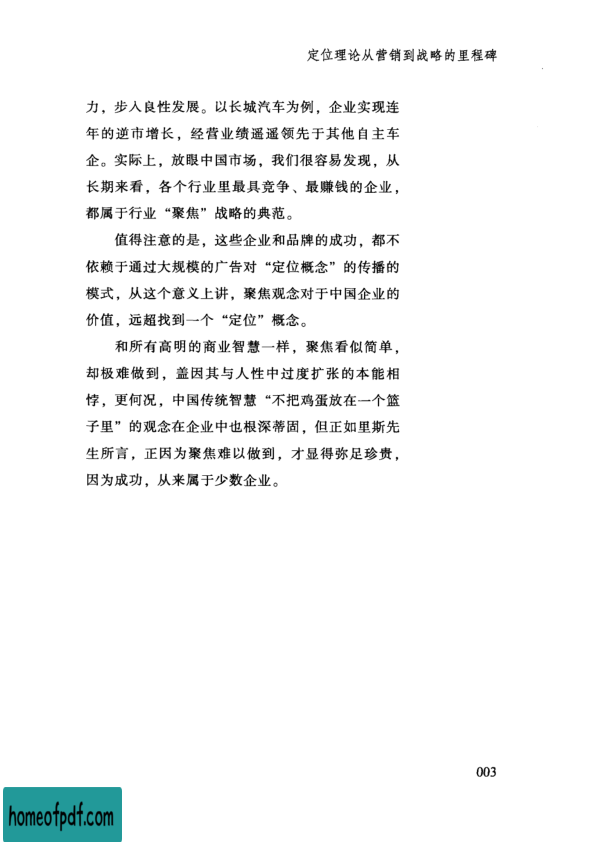 定位理论从营销到战略的里程碑
力，步入良性发展。以长城汽车为例，企业实现连
年的逆市增长，经营业绩遥遥领先于其他自主车
企。实际上，放眼中国市场，我们很容易发现，从
长期来看，各个行业里最具竞争、最赚钱的企业，
都属于行业“聚焦”战略的典范。
值得注意的是，这些企业和品牌的成功，都不
依赖于通过大规模的广告对“定位概念”的传播的
模式，从这个意义上讲，聚焦观念对于中国企业的
价值，远超找到一个“定位”概念。
和所有高明的商业智慧一样，聚焦看似简单，
却极难做到，盖因其与人性中过度扩张的本能相
悖，更何况，中国传统智慧“不把鸡蛋放在一个篮
子里”的观念在企业中也根深蒂固，但正如里斯先
生所言，正因为聚焦难以做到，才显得弥足珍贵，
因为成功，从来属于少数企业。
003
homeofpdf.com